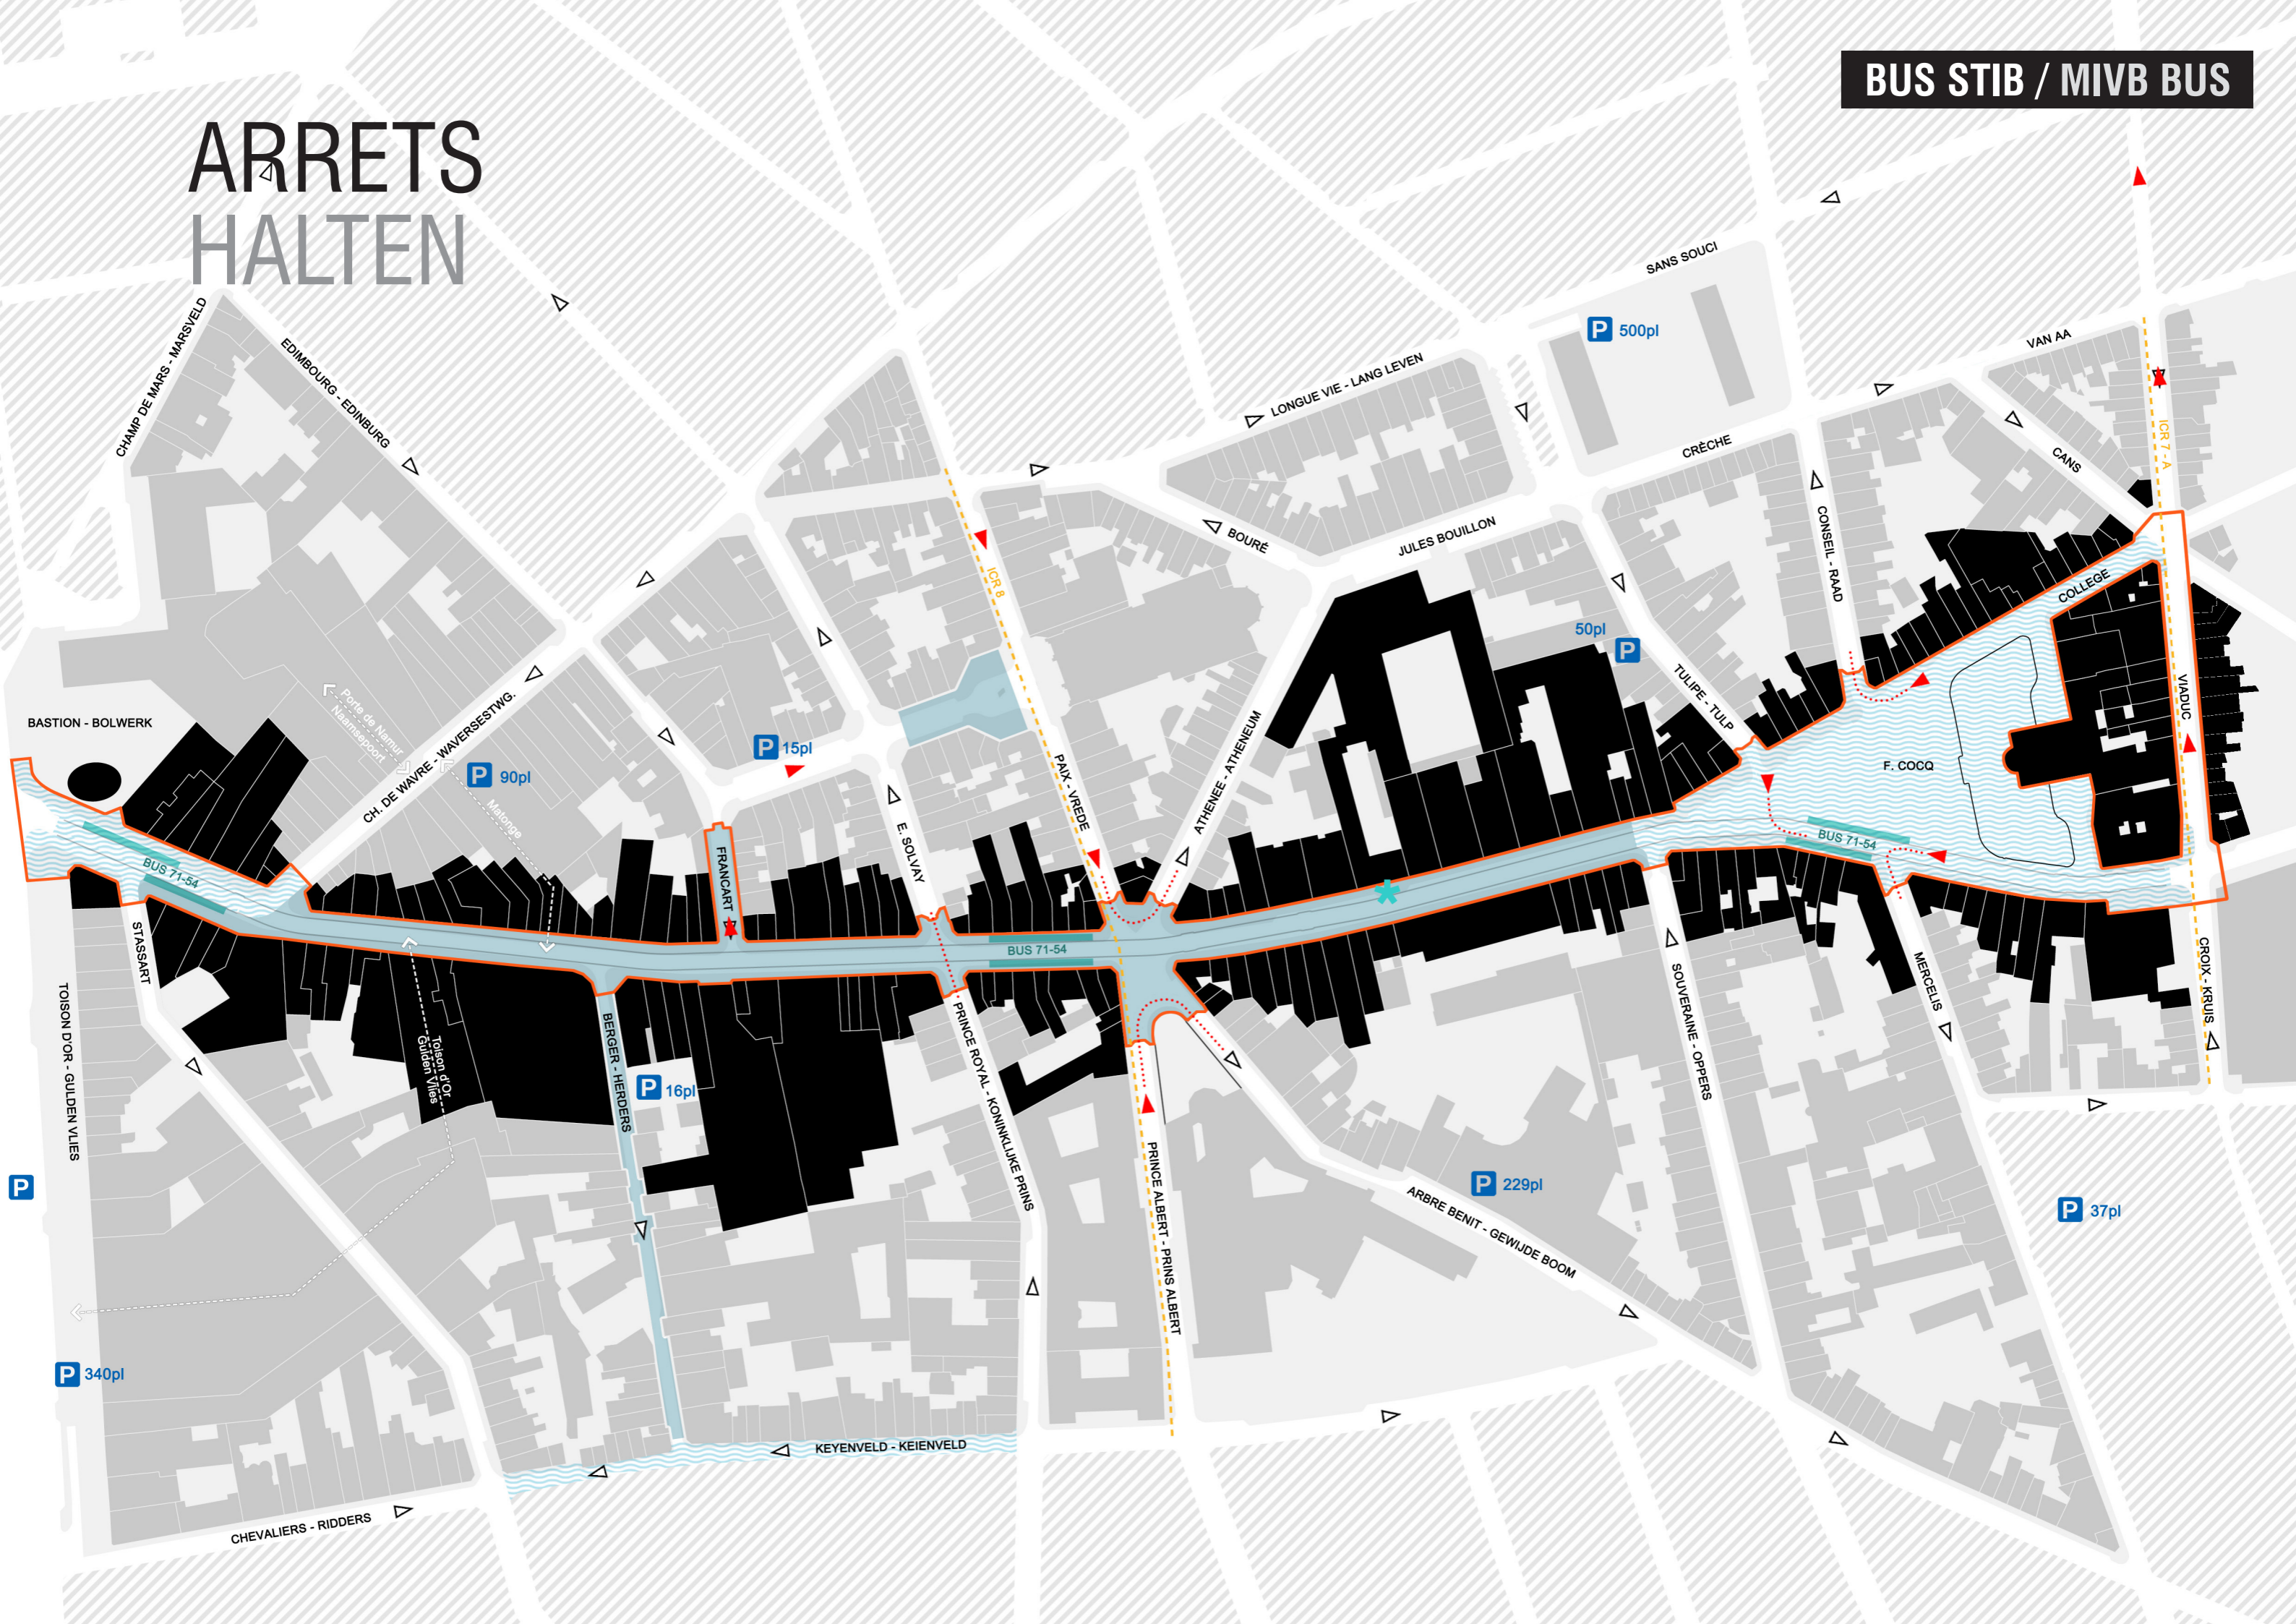 BUS STIB / MIVB BUS
ARRETS
HALTEN
SANS SOUCI
CHAMP DE MARS - MARSVELD
EDIMBOURG - EDINBURG
P 500pl
VAN AA
LONGUE VIE - LANG LEVEN
CRÈCHE
CANS
ICR 7 - A
BOURÉ
JULES BOUILLON
CONSEIL - RAAD
ICR 8
COLLEGE
50pl
P
TULIPE - TULP
VIADUC
Porte de Namur
Naamsepoort
BASTION - BOLWERK
CH. DE WAVRE - WAVERSESTWG.
P 15pl
P 90pl
Matonge
PAIX - VREDE
ATHENEE - ATHENEUM
F. COCQ
E. SOLVAY
FRANCART
BUS 71-54
BUS 71-54
BUS 71-54
STASSART
TOISON D'OR - GULDEN VLIES
Toison d'Or
Gulden Vlies
BERGER - HERDERS
P 16pl
PRINCE ROYAL - KONINKLIJKE PRINS
PRINCE ALBERT - PRINS ALBERT
SOUVERAINE - OPPERS
MERCELIS
CROIX - KRUIS
P
P 229pl
ARBRE BENIT - GEWIJDE BOOM
P 37pl
P 340pl
KEYENVELD - KEIENVELD
CHEVALIERS - RIDDERS